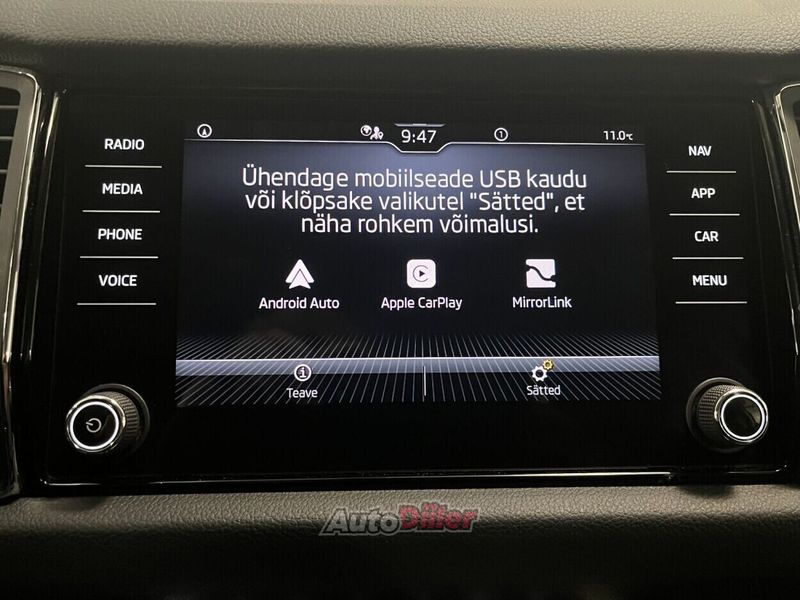 RADIO
MEDIA
PHONE
VOICE
9:47
1
11.0°C
Ühendage mobiilseade USB kaudu
või klõpsake valikutel "Sätted", et
näha rohkem võimalusi.
Android Auto
Apple CarPlay
MirrorLink
Teave
Sätted
NAV
APP
CAR
MENU
AutoDiiler